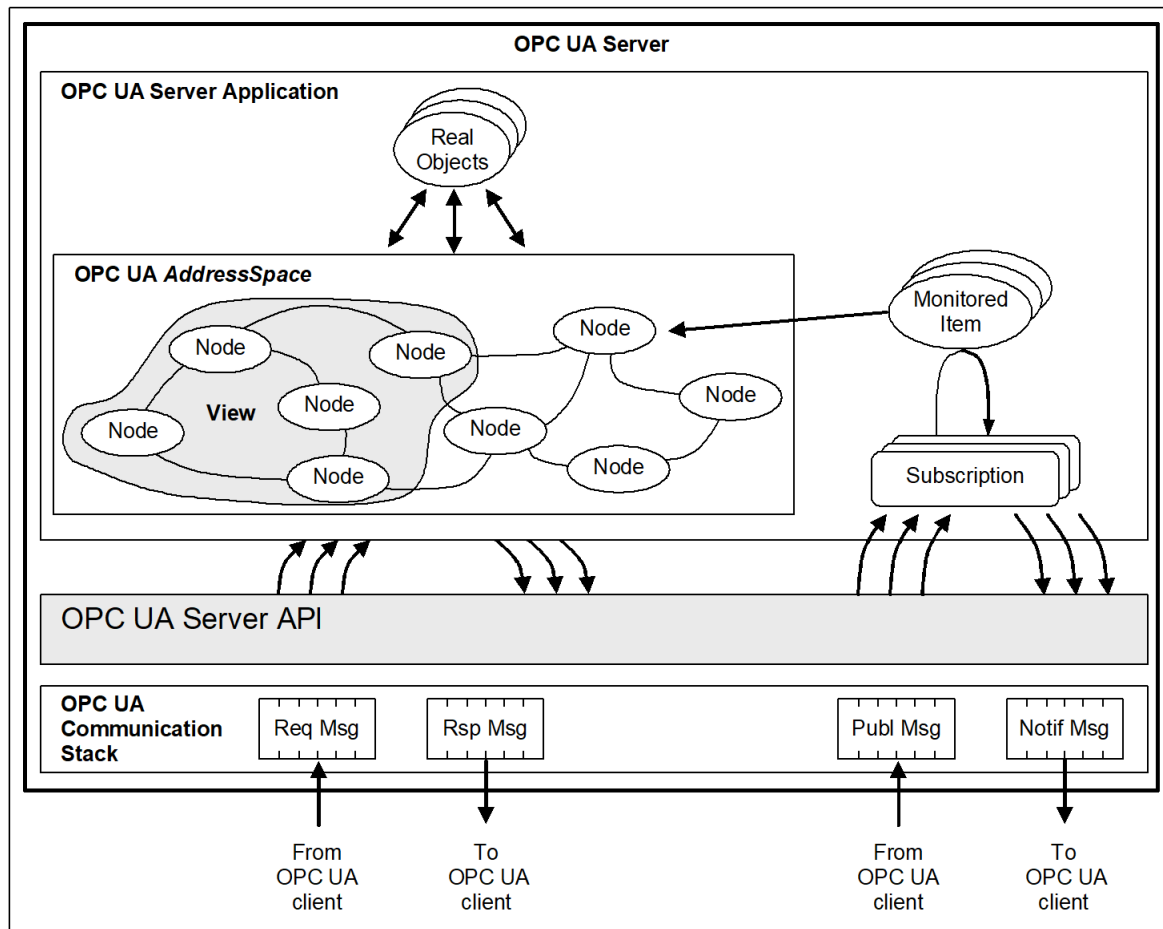 OPC UA Server
OPC UA Server Application
Real
Objects
OPC UA AddressSpace
Monitored
Item
Node
Node
Node
Node
View
Node
Node
Node
Node
Node
Subscription
OPC UA Server API
OPC UA
Communication
Stack
Req Msg
Rsp Msg
Publ Msg
Notif Msg
From
OPC UA
client
To
OPC UA
client
From
OPC UA
client
To
OPC UA
client